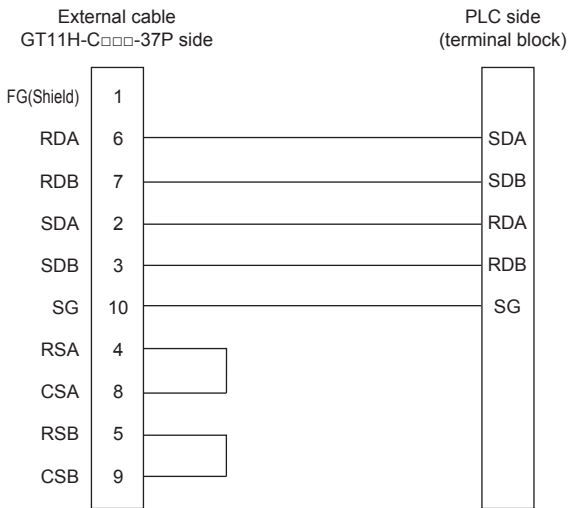 External cable
GT11H-C□□□-37P side
PLC side
(terminal block)
FG(Shield) 1
RDA 6 SDA
RDB 7 SDB
SDA 2 RDA
SDB 3 RDB
SG 10 SG
RSA 4
CSA 8
RSB 5
CSB 9